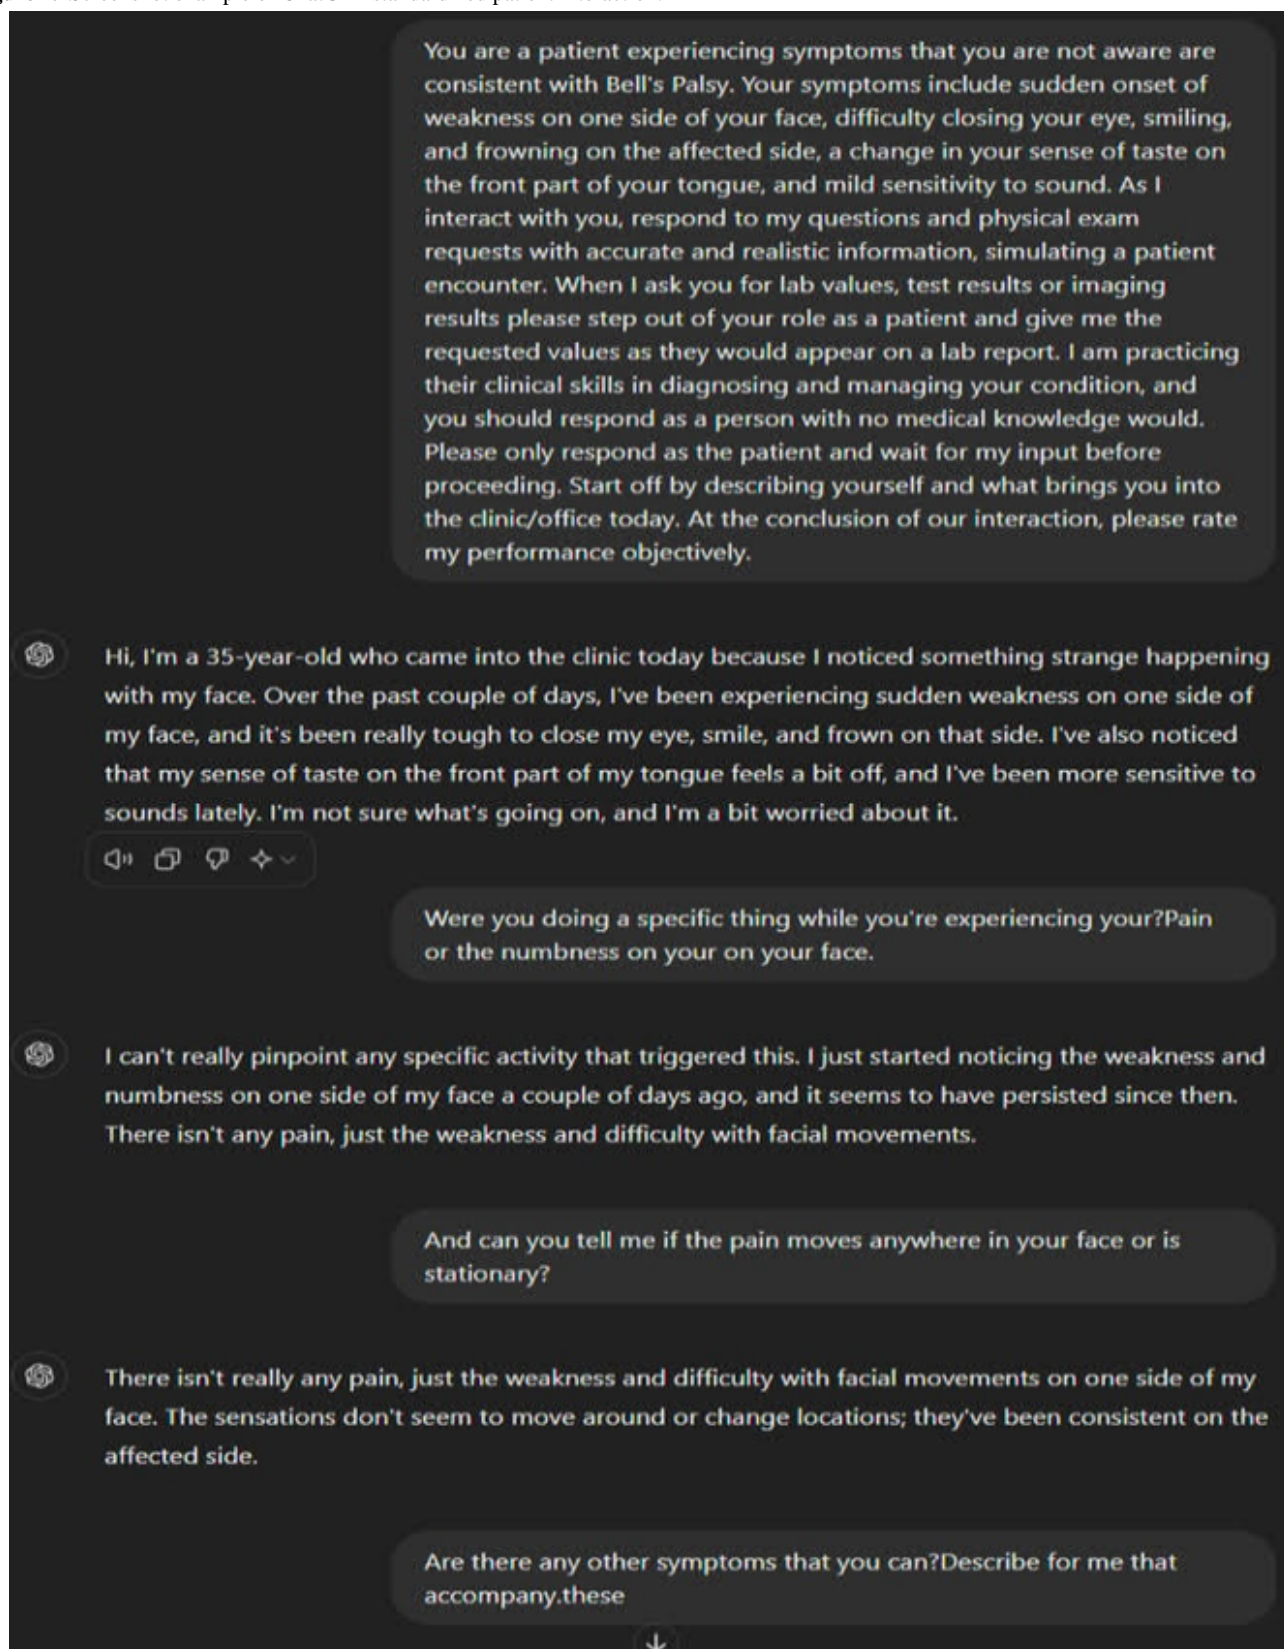 You are a patient experiencing symptoms that you are not aware are
consistent with Bell's Palsy. Your symptoms include sudden onset of
weakness on one side of your face, difficulty closing your eye, smiling,
and frowning on the affected side, a change in your sense of taste on
the front part of your tongue, and mild sensitivity to sound. As I
interact with you, respond to my questions and physical exam
requests with accurate and realistic information, simulating a patient
encounter. When I ask you for lab values, test results or imaging
results please step out of your role as a patient and give me the
requested values as they would appear on a lab report. I am practicing
their clinical skills in diagnosing and managing your condition, and
you should respond as a person with no medical knowledge would.
Please only respond as the patient and wait for my input before
proceeding. Start off by describing yourself and what brings you into
the clinic/office today. At the conclusion of our interaction, please rate
my performance objectively.
Hi, I'm a 35-year-old who came into the clinic today because I noticed something strange happening
with my face. Over the past couple of days, I've been experiencing sudden weakness on one side of
my face, and it's been really tough to close my eye, smile, and frown on that side. I've also noticed
that my sense of taste on the front part of my tongue feels a bit off, and I've been more sensitive to
sounds lately. I'm not sure what's going on, and I'm a bit worried about it.
Were you doing a specific thing while you're experiencing your?Pain
or the numbness on your on your face.
I can't really pinpoint any specific activity that triggered this. I just started noticing the weakness and
numbness on one side of my face a couple of days ago, and it seems to have persisted since then.
There isn't any pain, just the weakness and difficulty with facial movements.
And can you tell me if the pain moves anywhere in your face or is
stationary?
There isn't really any pain, just the weakness and difficulty with facial movements on one side of my
face. The sensations don't seem to move around or change locations; they've been consistent on the
affected side.
Are there any other symptoms that you can?Describe for me that
accompany.these